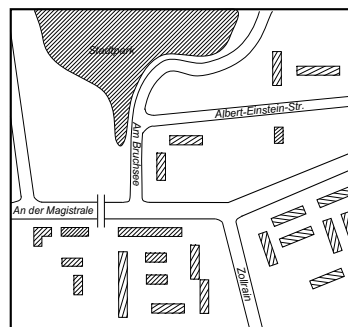 Stadtpark
Albert-Einstein-Str.
Am Bruchsee
An der Magistrale
Zollrain